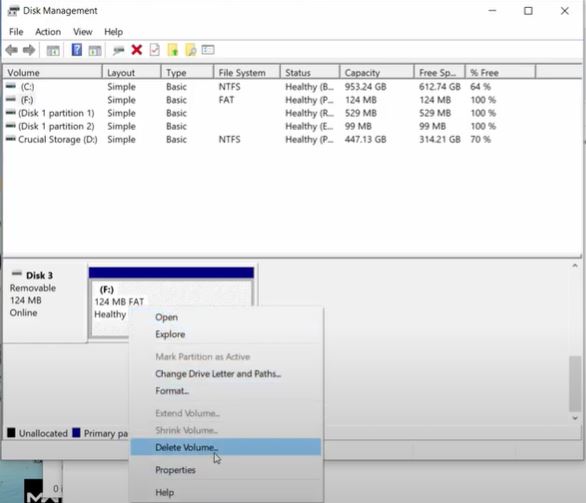 Disk Management
File Action View Help
Volume Layout Type File System Status Capacity Free Sp... % Free
(C:) Simple Basic NTFS Healthy (B... 953.24 GB 612.74 GB 64 %
(F:) Simple Basic FAT Healthy (P... 124 MB 124 MB 100 %
(Disk 1 partition 1) Simple Basic Healthy (R... 529 MB 529 MB 100 %
(Disk 1 partition 2) Simple Basic Healthy (E... 99 MB 99 MB 100 %
Crucial Storage (D:) Simple Basic NTFS Healthy (P... 447.13 GB 314.21 GB 70 %
Disk 3
Removable
124 MB
Online
(F:)
124 MB FAT
Healthy
Open
Explore
Mark Partition as Active
Change Drive Letter and Paths...
Format...
Extend Volume...
Shrink Volume...
Delete Volume...
Properties
Help
Unallocated Primary pa
0 i